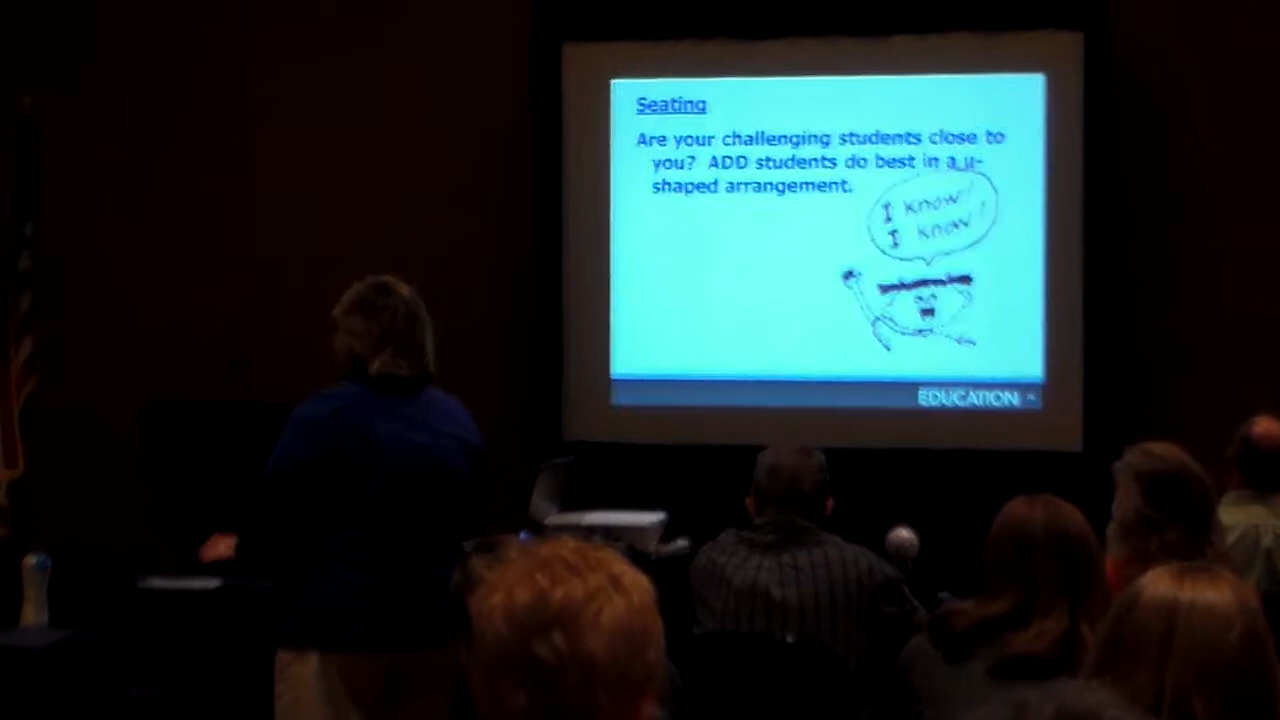 Seating
Are your challenging students close to
you? ADD students do best in a u-
shaped arrangement.
I know!
I know!
EDUCATION